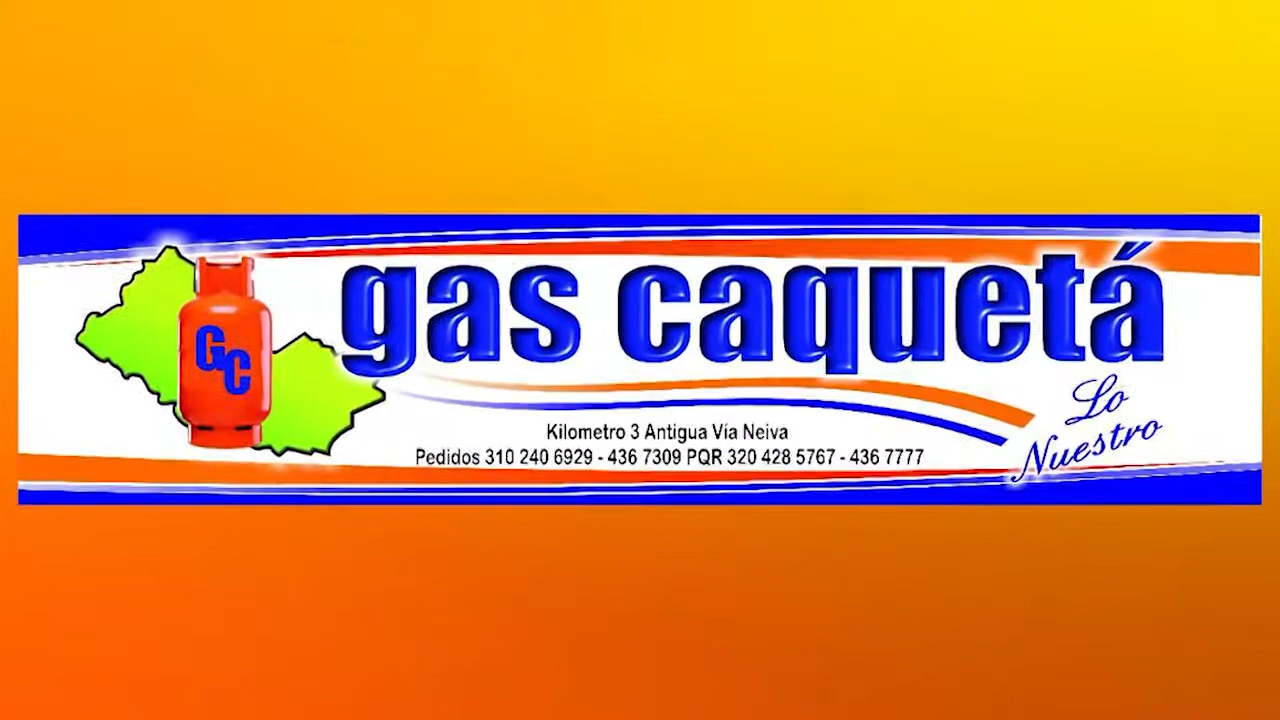 GC
gas caquetá
Lo
Nuestro
Kilometro 3 Antigua Vía Neiva
Pedidos 310 240 6929 - 436 7309 PQR 320 428 5767 - 436 7777